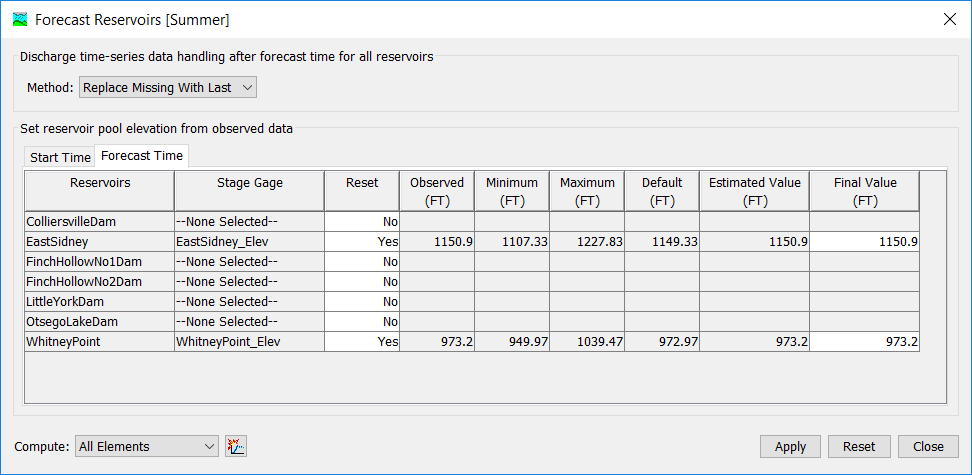 Forecast Reservoirs [Summer]
Discharge time-series data handling after forecast time for all reservoirs
Method: Replace Missing With Last
Set reservoir pool elevation from observed data
Start Time Forecast Time
Reservoirs Stage Gage Reset Observed Minimum Maximum Default Estimated Value Final Value
(FT) (FT) (FT) (FT) (FT) (FT)
ColliersvilleDam --None Selected-- No
EastSidney EastSidney_Elev Yes 1150.9 1107.33 1227.83 1149.33 1150.9 1150.9
FinchHollowNo1Dam --None Selected-- No
FinchHollowNo2Dam --None Selected-- No
LittleYorkDam --None Selected-- No
OtsegoLakeDam --None Selected-- No
WhitneyPoint WhitneyPoint_Elev Yes 973.2 949.97 1039.47 972.97 973.2 973.2
Compute: All Elements Apply Reset Close